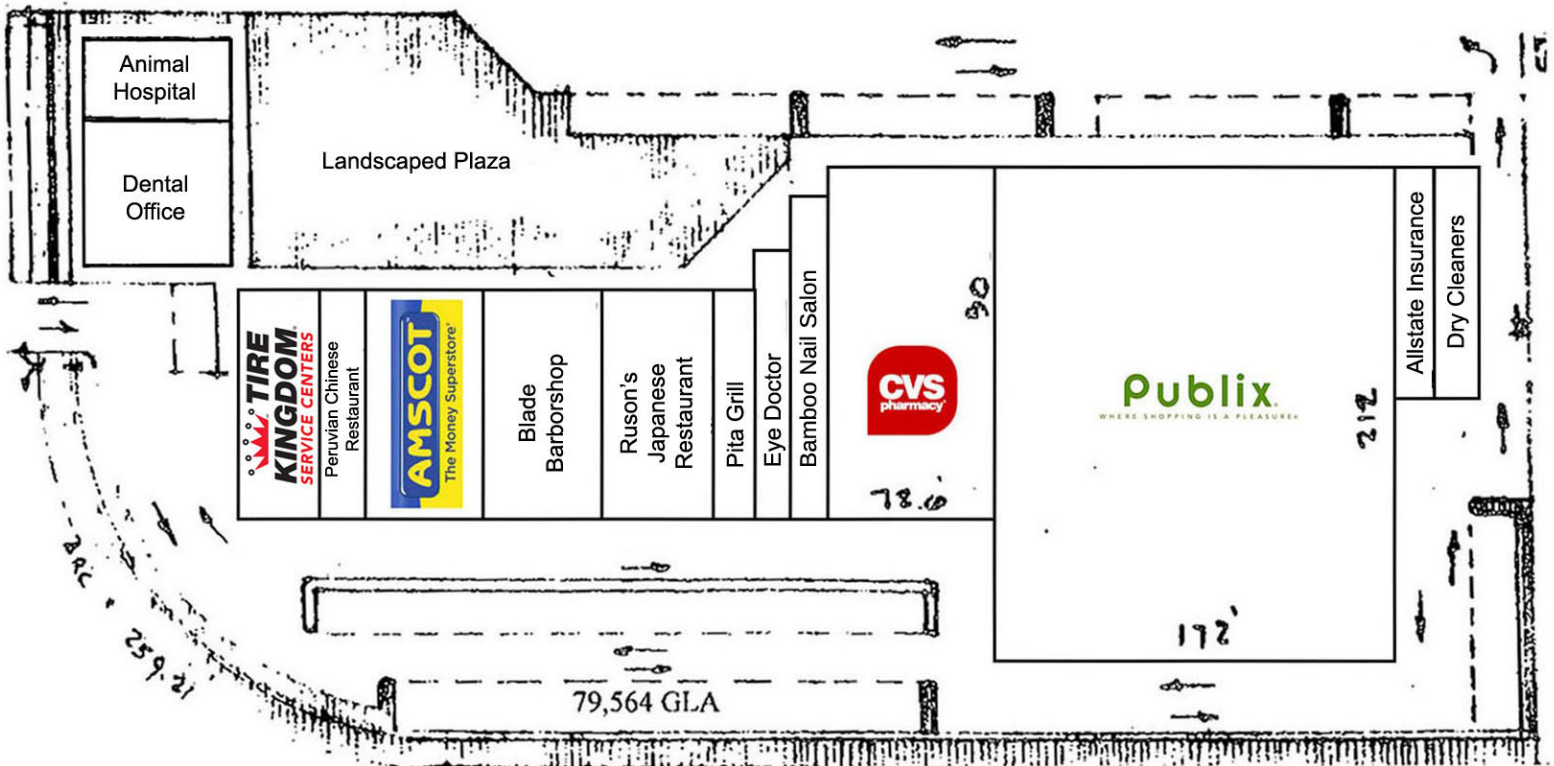 Animal
Hospital
Dental
Office
Landscaped Plaza
TIRE
KINGDOM
SERVICE CENTERS
Peruvian Chinese
Restaurant
AMSCOT
The Money Superstore
Blade
Barborshop
Ruson's
Japanese
Restaurant
Pita Grill
Eye Doctor
Bamboo Nail Salon
CVS
pharmacy
90
78.0'
Publix
WHERE SHOPPING IS A PLEASURE®
212
192'
Allstate Insurance
Dry Cleaners
ARC
259.21'
79,564 GLA